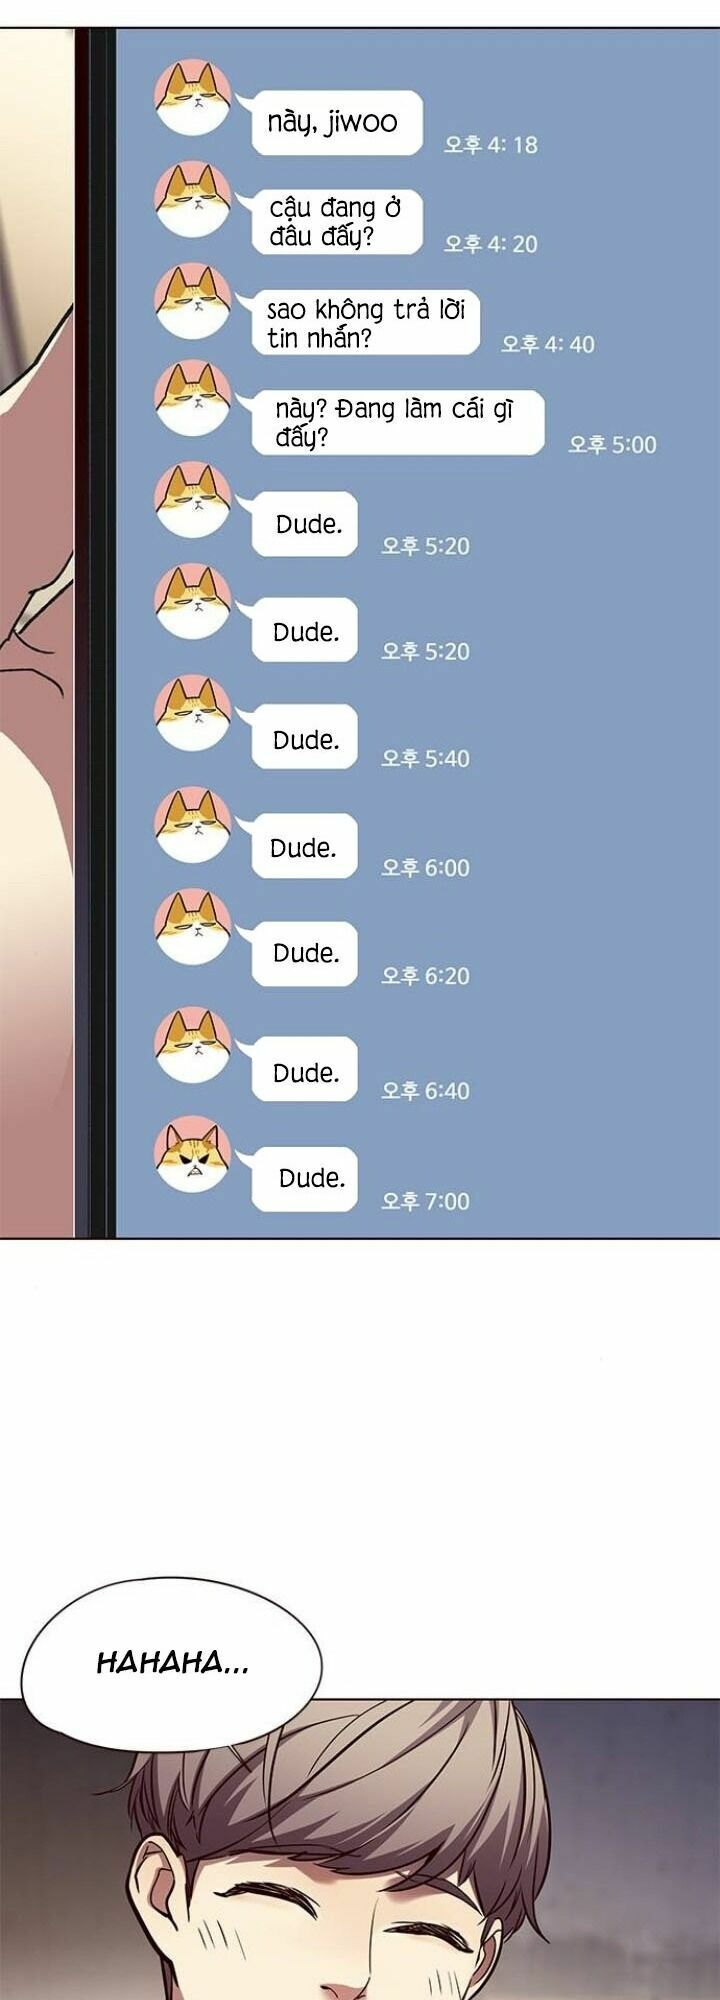 này, jiwoo
오후 4: 18
cậu đang ở
đâu đấy?
오후 4: 20
sao không trả lời
tin nhắn?
오후 4: 40
này? Đang làm cái gì
đấy?
오후 5:00
Dude.
오후 5:20
Dude.
오후 5:20
Dude.
오후 5:40
Dude.
오후 6:00
Dude.
오후 6:20
Dude.
오후 6:40
Dude.
오후 7:00
HAHAHA...